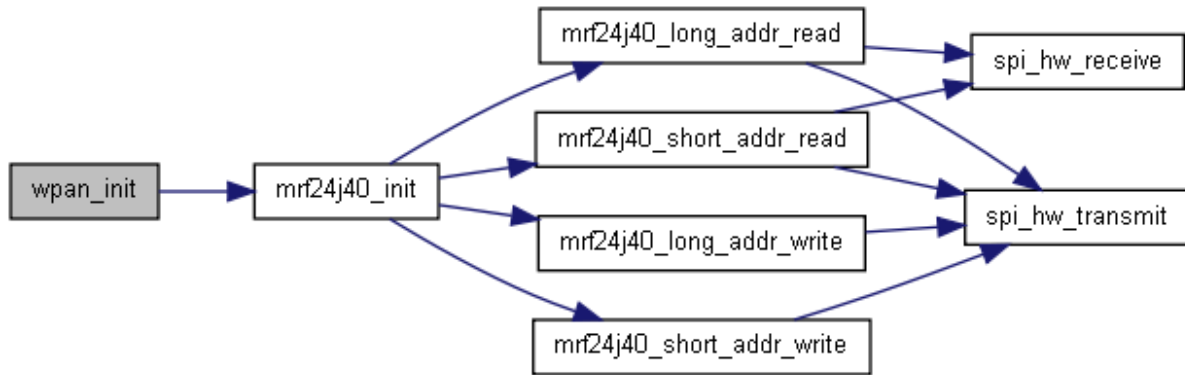 mrf24j40_long_addr_read
spi_hw_receive
mrf24j40_short_addr_read
wpan_init
mrf24j40_init
spi_hw_transmit
mrf24j40_long_addr_write
mrf24j40_short_addr_write